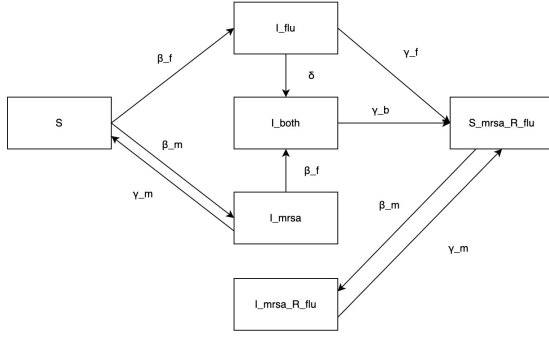 I_flu
β_f
γ_f
δ
S
I_both
γ_b
S_mrsa_R_flu
β_m
γ_m
β_f
I_mrsa
β_m
γ_m
I_mrsa_R_flu